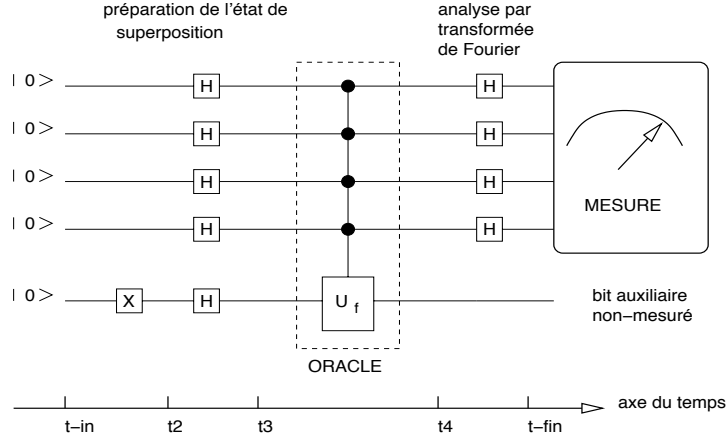 préparation de l'état de
superposition
analyse par
transformée
de Fourier
| 0 > H H
| 0 > H H
| 0 > H H
| 0 > H H
MESURE
| 0 > X H U f
bit auxiliaire
non–mesuré
ORACLE
axe du temps
t–in t2 t3 t4 t–fin